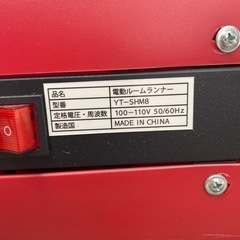 品名 電動ルームランナー
型番 YT-SHM8
定格電圧・周波数 100-110V 50/60Hz
製造国 MADE IN CHINA